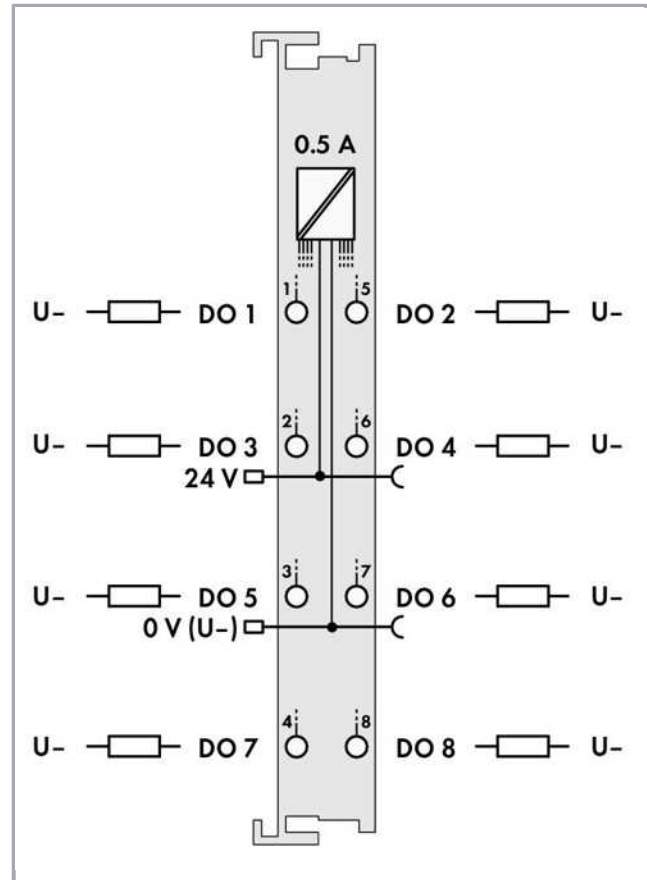 0.5 A
1 5
U– DO 1 DO 2 U–
2 6
U– DO 3 DO 4 U–
24 V
3 7
U– DO 5 DO 6 U–
0 V (U–)
4 8
U– DO 7 DO 8 U–